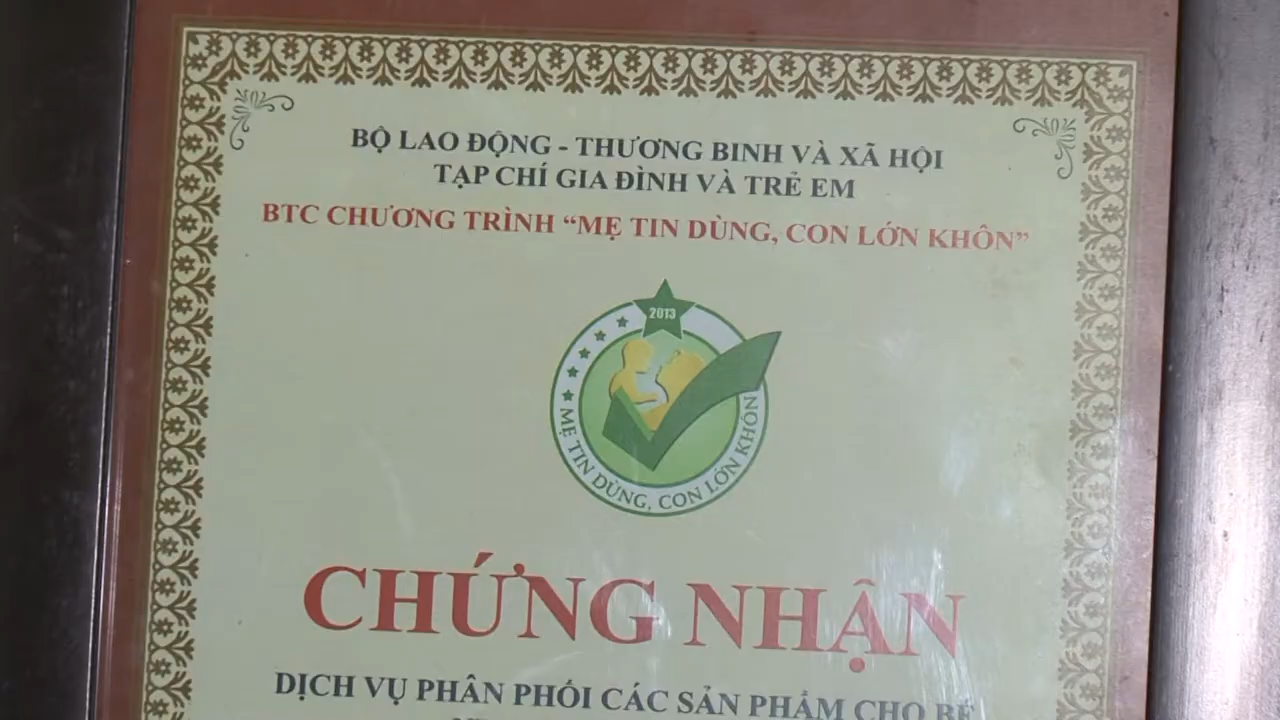 BỘ LAO ĐỘNG - THƯƠNG BINH VÀ XÃ HỘI
TẠP CHÍ GIA ĐÌNH VÀ TRẺ EM
BTC CHƯƠNG TRÌNH “MẸ TIN DÙNG, CON LỚN KHÔN”
2013
MẸ TIN DÙNG, CON LỚN KHÔN
CHỨNG NHẬN
DỊCH VỤ PHÂN PHỐI CÁC SẢN PHẨM CHO BÉ